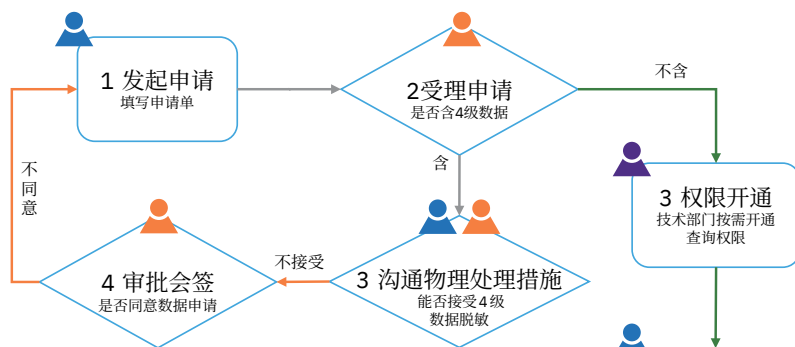 1 发起申请
填写申请单
2受理申请
是否含4级数据
不含
含
不同意
3 权限开通
技术部门按需开通
查询权限
4 审批会签
是否同意数据申请
不接受
3 沟通物理处理措施
能否接受4级
数据脱敏